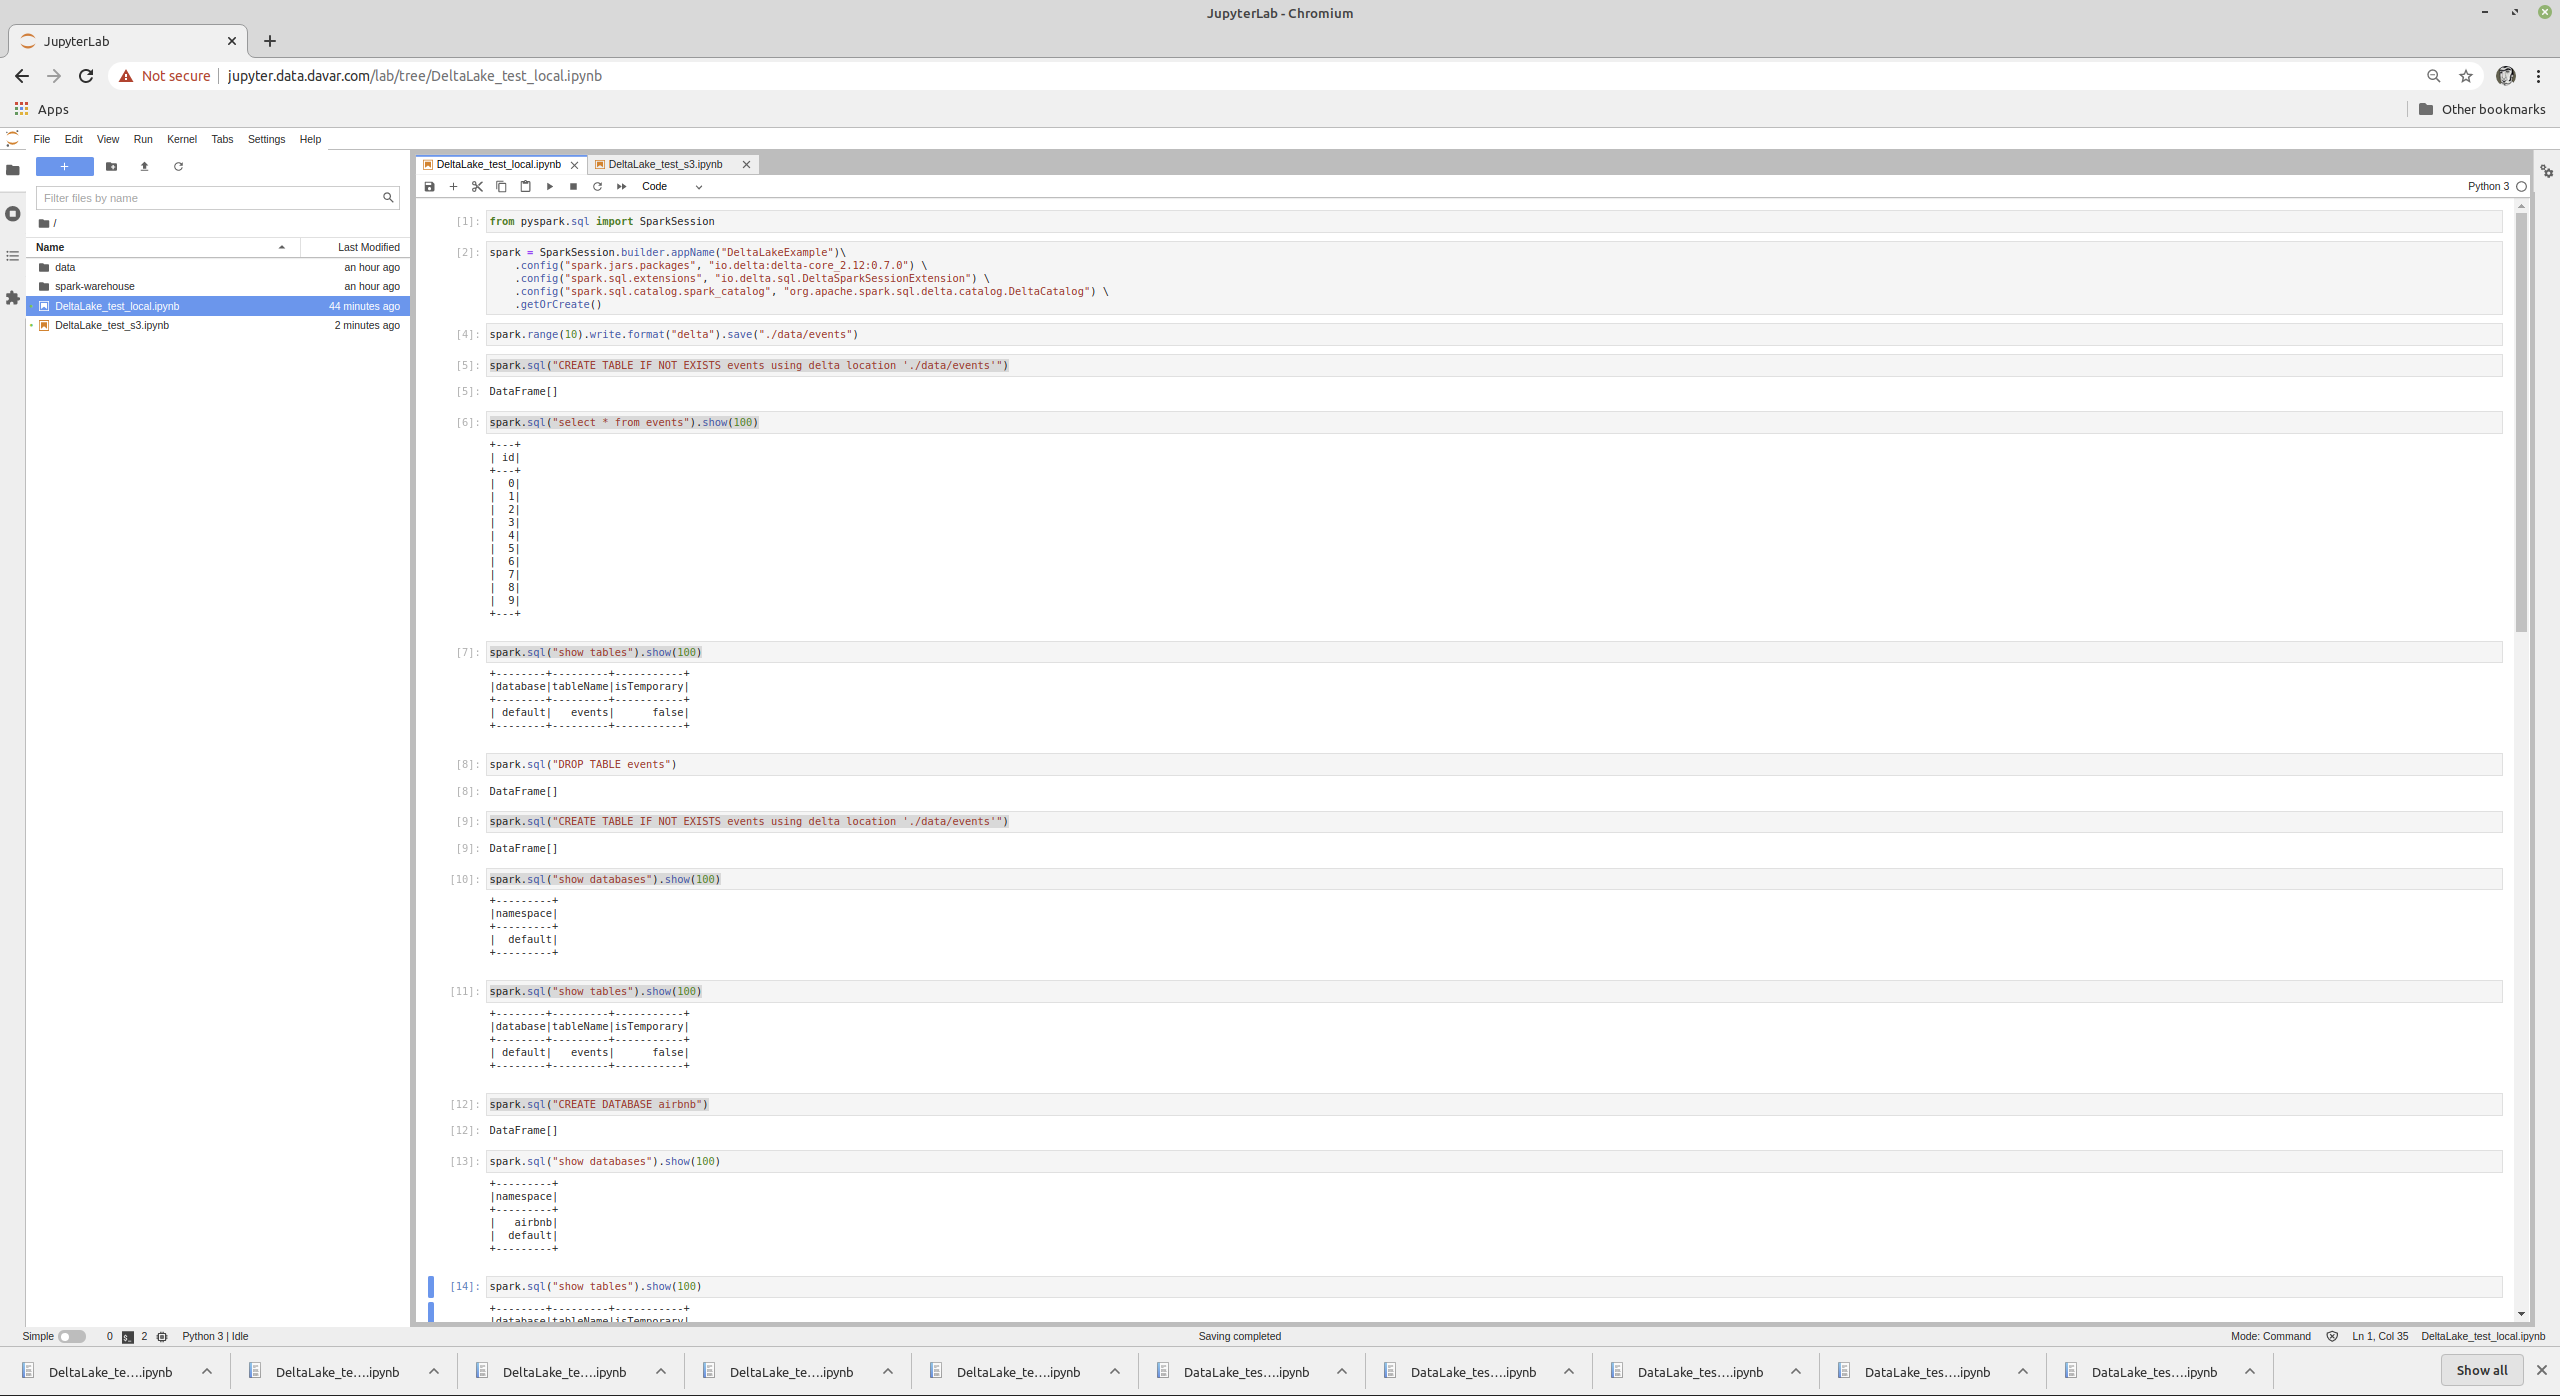 JupyterLab - Chromium
JupyterLab
Not secure jupyter.data.davar.com/lab/tree/DeltaLake_test_local.ipynb
Apps
Other bookmarks
File Edit View Run Kernel Tabs Settings Help
Filter files by name
/
Name Last Modified
data an hour ago
spark-warehouse an hour ago
DeltaLake_test_local.ipynb 44 minutes ago
DeltaLake_test_s3.ipynb 2 minutes ago
DeltaLake_test_local.ipynb DeltaLake_test_s3.ipynb
Code
Python 3
[1]: from pyspark.sql import SparkSession
[2]: spark = SparkSession.builder.appName("DeltaLakeExample")\
.config("spark.jars.packages", "io.delta:delta-core_2.12:0.7.0") \
.config("spark.sql.extensions", "io.delta.sql.DeltaSparkSessionExtension") \
.config("spark.sql.catalog.spark_catalog", "org.apache.spark.sql.delta.catalog.DeltaCatalog") \
.getOrCreate()
[4]: spark.range(10).write.format("delta").save("./data/events")
[5]: spark.sql("CREATE TABLE IF NOT EXISTS events using delta location './data/events'")
[5]: DataFrame[]
[6]: spark.sql("select * from events").show(100)
+---+
| id|
+---+
|  0|
|  1|
|  2|
|  3|
|  4|
|  5|
|  6|
|  7|
|  8|
|  9|
+---+
[7]: spark.sql("show tables").show(100)
+--------+---------+-----------+
|database|tableName|isTemporary|
+--------+---------+-----------+
| default|   events|      false|
+--------+---------+-----------+
[8]: spark.sql("DROP TABLE events")
[8]: DataFrame[]
[9]: spark.sql("CREATE TABLE IF NOT EXISTS events using delta location './data/events'")
[9]: DataFrame[]
[10]: spark.sql("show databases").show(100)
+---------+
|namespace|
+---------+
|  default|
+---------+
[11]: spark.sql("show tables").show(100)
+--------+---------+-----------+
|database|tableName|isTemporary|
+--------+---------+-----------+
| default|   events|      false|
+--------+---------+-----------+
[12]: spark.sql("CREATE DATABASE airbnb")
[12]: DataFrame[]
[13]: spark.sql("show databases").show(100)
+---------+
|namespace|
+---------+
|   airbnb|
|  default|
+---------+
[14]: spark.sql("show tables").show(100)
+--------+---------+-----------+
|database|tableName|isTemporary|
Simple 0 2 Python 3 | Idle
Saving completed
Mode: Command Ln 1, Col 35 DeltaLake_test_local.ipynb
DeltaLake_te....ipynb DeltaLake_te....ipynb DeltaLake_te....ipynb DeltaLake_te....ipynb DeltaLake_te....ipynb DataLake_tes....ipynb DataLake_tes....ipynb DataLake_tes....ipynb DataLake_tes....ipynb DataLake_tes....ipynb Show all